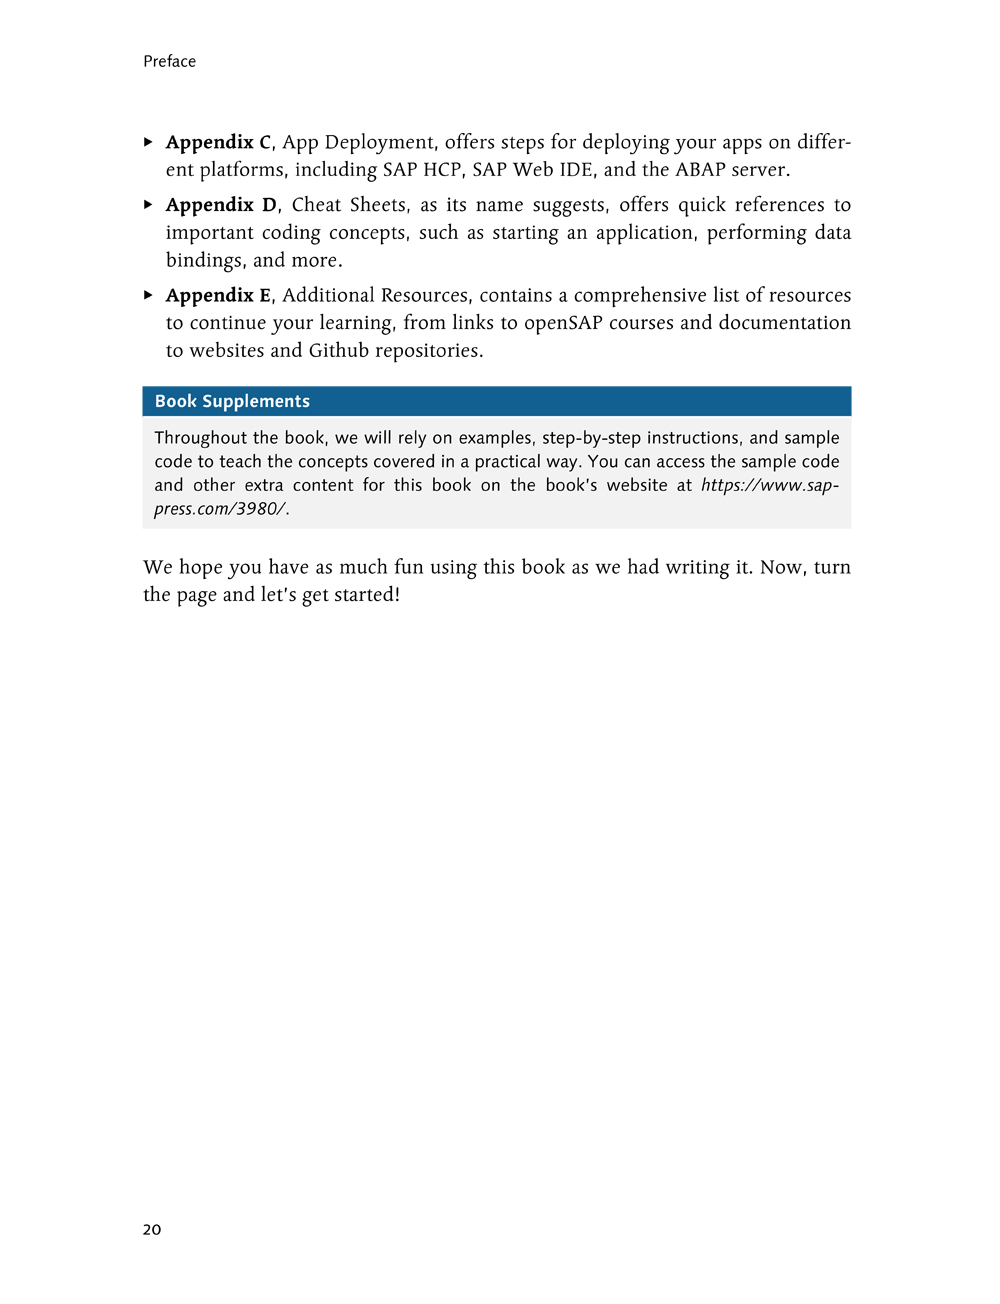 Preface
▸ Appendix C, App Deployment, offers steps for deploying your apps on differ-
ent platforms, including SAP HCP, SAP Web IDE, and the ABAP server.
▸ Appendix D, Cheat Sheets, as its name suggests, offers quick references to
important coding concepts, such as starting an application, performing data
bindings, and more.
▸ Appendix E, Additional Resources, contains a comprehensive list of resources
to continue your learning, from links to openSAP courses and documentation
to websites and Github repositories.
Book Supplements
Throughout the book, we will rely on examples, step-by-step instructions, and sample
code to teach the concepts covered in a practical way. You can access the sample code
and other extra content for this book on the book's website at https://www.sap-
press.com/3980/.
We hope you have as much fun using this book as we had writing it. Now, turn
the page and let's get started!
20